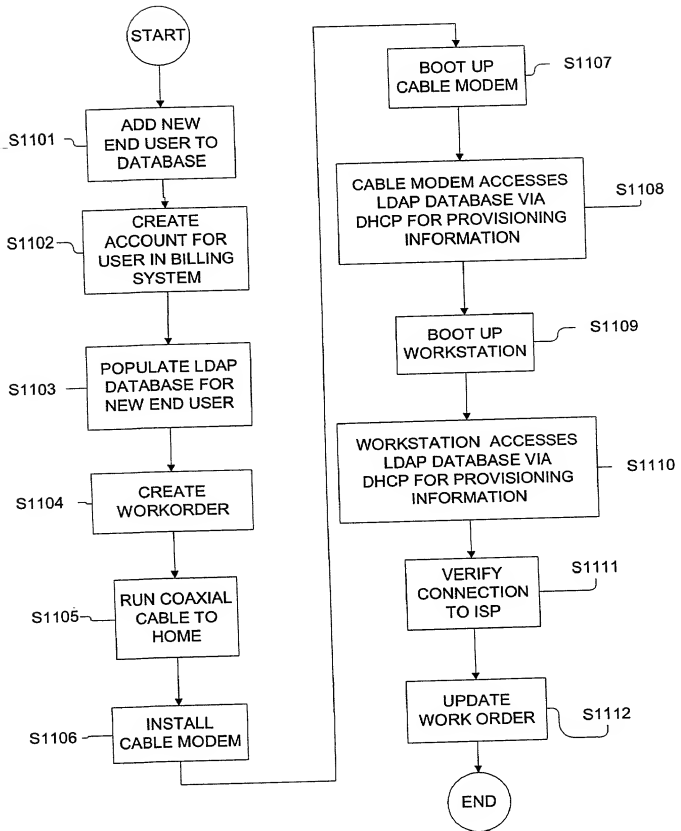 START
S1101
ADD NEW
END USER TO
DATABASE
S1102
CREATE
ACCOUNT FOR
USER IN BILLING
SYSTEM
S1103
POPULATE LDAP
DATABASE FOR
NEW END USER
S1104
CREATE
WORKORDER
S1105
RUN COAXIAL
CABLE TO
HOME
S1106
INSTALL
CABLE MODEM
BOOT UP
CABLE MODEM
S1107
CABLE MODEM ACCESSES
LDAP DATABASE VIA
DHCP FOR PROVISIONING
INFORMATION
S1108
BOOT UP
WORKSTATION
S1109
WORKSTATION ACCESSES
LDAP DATABASE VIA
DHCP FOR PROVISIONING
INFORMATION
S1110
VERIFY
CONNECTION
TO ISP
S1111
UPDATE
WORK ORDER
S1112
END